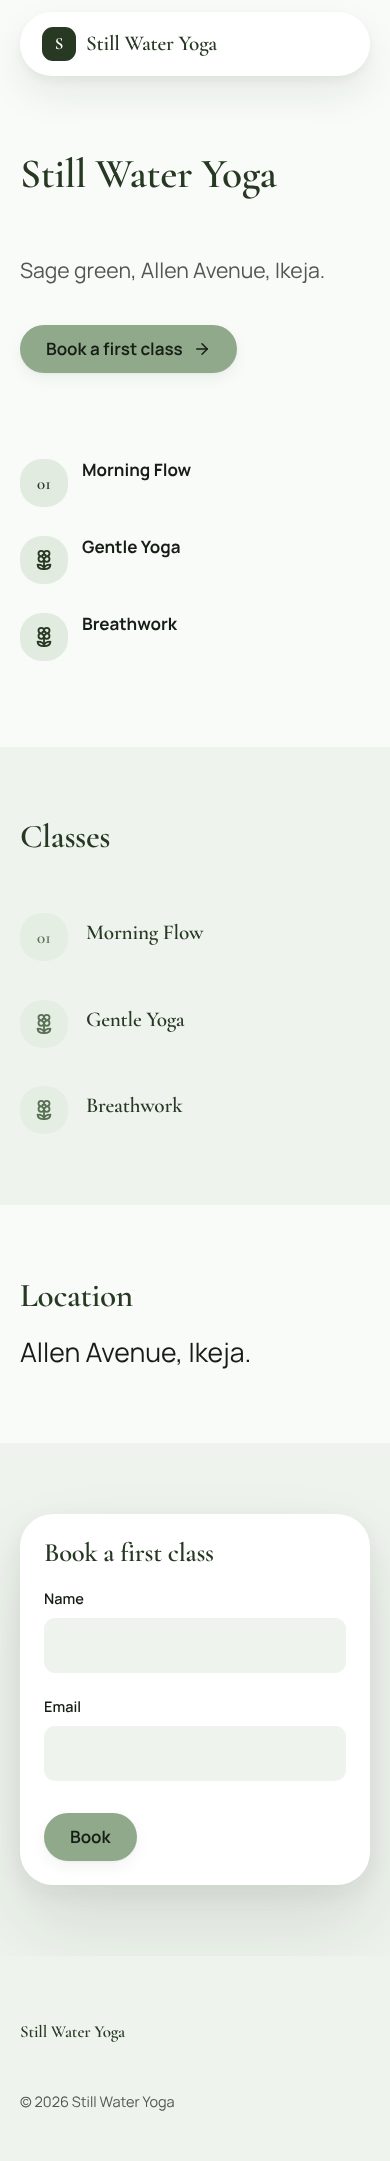 S Still Water Yoga
Still Water Yoga
Sage green, Allen Avenue, Ikeja.
Book a first class →
01 Morning Flow
Gentle Yoga
Breathwork
Classes
01 Morning Flow
Gentle Yoga
Breathwork
Location
Allen Avenue, Ikeja.
Book a first class
Name
Email
Book
Still Water Yoga
© 2026 Still Water Yoga